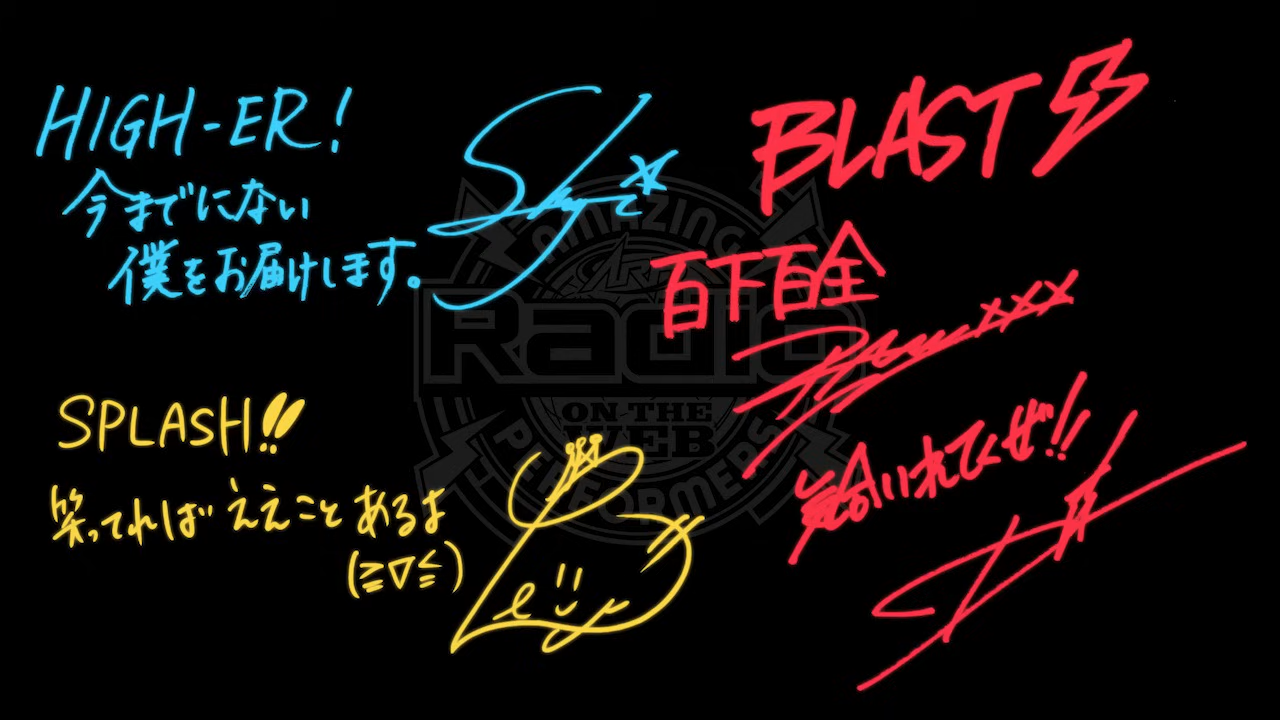 HIGH-ER!
今までにない
僕をお届けします。
BLAST
百下百全
xxx
気合いれてくぜ!!
SPLASH!!
笑ってれば ええこと あるよ
(≧∇≦)
AMAZING
Radio
ON THE
WEB
PERFORMERS